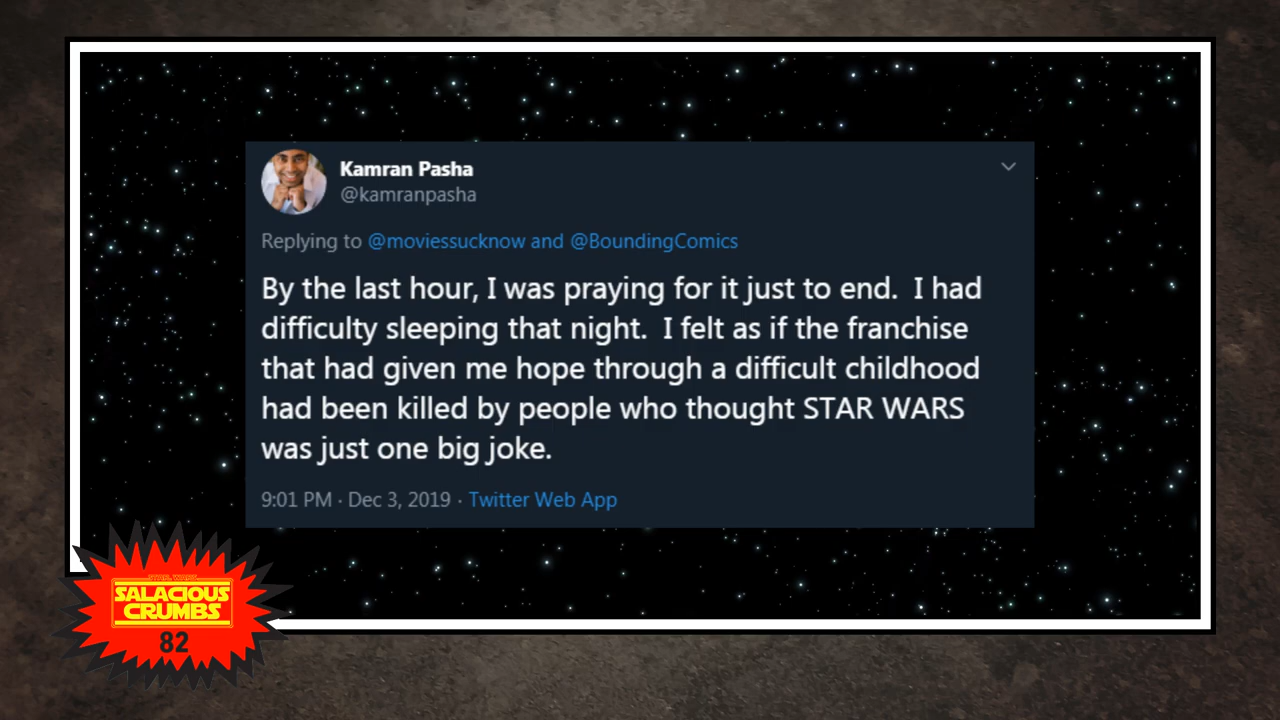 Kamran Pasha
@kamranpasha
Replying to @moviessucknow and @BoundingComics
By the last hour, I was praying for it just to end. I had
difficulty sleeping that night. I felt as if the franchise
that had given me hope through a difficult childhood
had been killed by people who thought STAR WARS
was just one big joke.
9:01 PM · Dec 3, 2019 · Twitter Web App
STAR WARS
SALACIOUS
CRUMBS
82